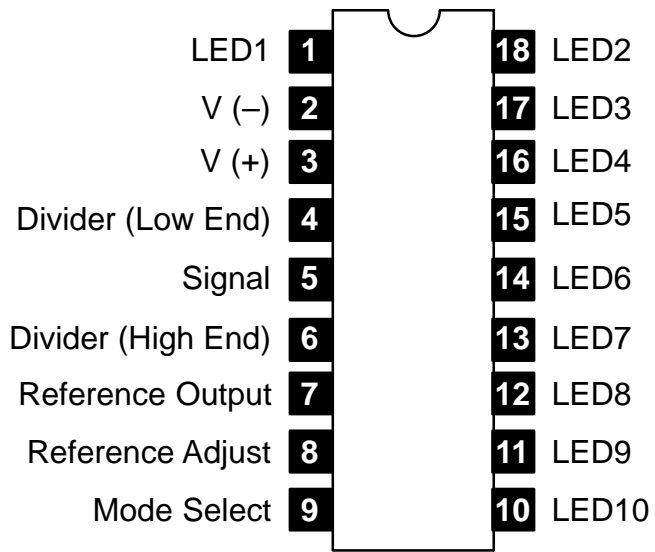 LED1 1 18 LED2
V (–) 2 17 LED3
V (+) 3 16 LED4
Divider (Low End) 4 15 LED5
Signal 5 14 LED6
Divider (High End) 6 13 LED7
Reference Output 7 12 LED8
Reference Adjust 8 11 LED9
Mode Select 9 10 LED10